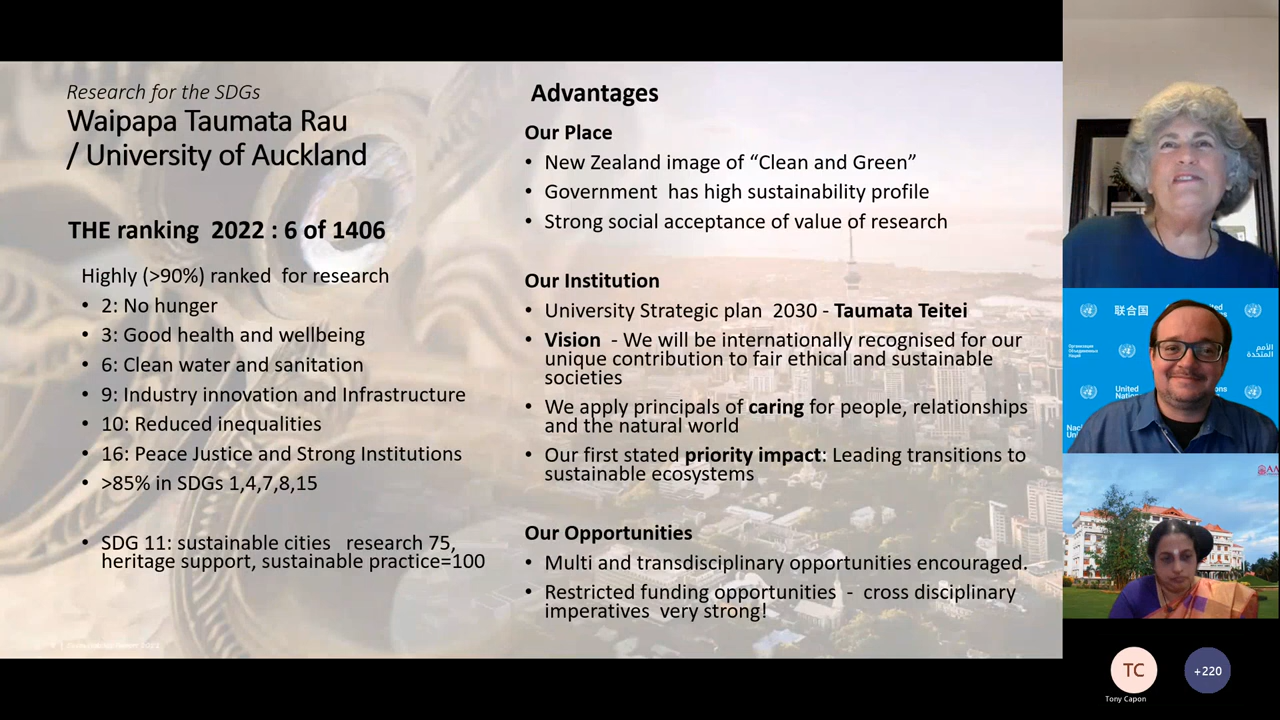 Research for the SDGs
Waipapa Taumata Rau
/ University of Auckland
THE ranking 2022 : 6 of 1406
Highly (>90%) ranked for research
• 2: No hunger
• 3: Good health and wellbeing
• 6: Clean water and sanitation
• 9: Industry innovation and Infrastructure
• 10: Reduced inequalities
• 16: Peace Justice and Strong Institutions
• >85% in SDGs 1,4,7,8,15
• SDG 11: sustainable cities research 75,
heritage support, sustainable practice=100
Advantages
Our Place
• New Zealand image of “Clean and Green”
• Government has high sustainability profile
• Strong social acceptance of value of research
Our Institution
• University Strategic plan 2030 - Taumata Teitei
• Vision - We will be internationally recognised for our
unique contribution to fair ethical and sustainable
societies
• We apply principals of caring for people, relationships
and the natural world
• Our first stated priority impact: Leading transitions to
sustainable ecosystems
Our Opportunities
• Multi and transdisciplinary opportunities encouraged.
• Restricted funding opportunities - cross disciplinary
imperatives very strong!
联合国
الأمم
المتحدة
United
TC
+220
Tony Capon